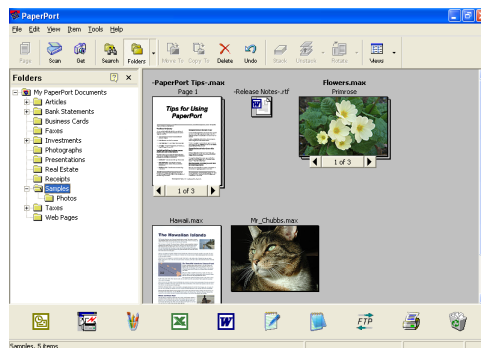 PaperPort
File Edit View Item Tools Help
Page Scan Get Search Folders Move To Copy To Delete Undo Stack Unstack Rotate Views
Folders
My PaperPort Documents
Articles
Bank Statements
Business Cards
Faxes
Investments
Photographs
Presentations
Real Estate
Receipts
Samples
Photos
Taxes
Web Pages
-PaperPort Tips-.max
Page 1
Tips for Using
PaperPort
1 of 3
-Release Notes-.rtf
Flowers.max
Primrose
1 of 3
Hawaii.max
The Hawaiian Islands
Mr_Chubbs.max
FTP
Samples, 5 items